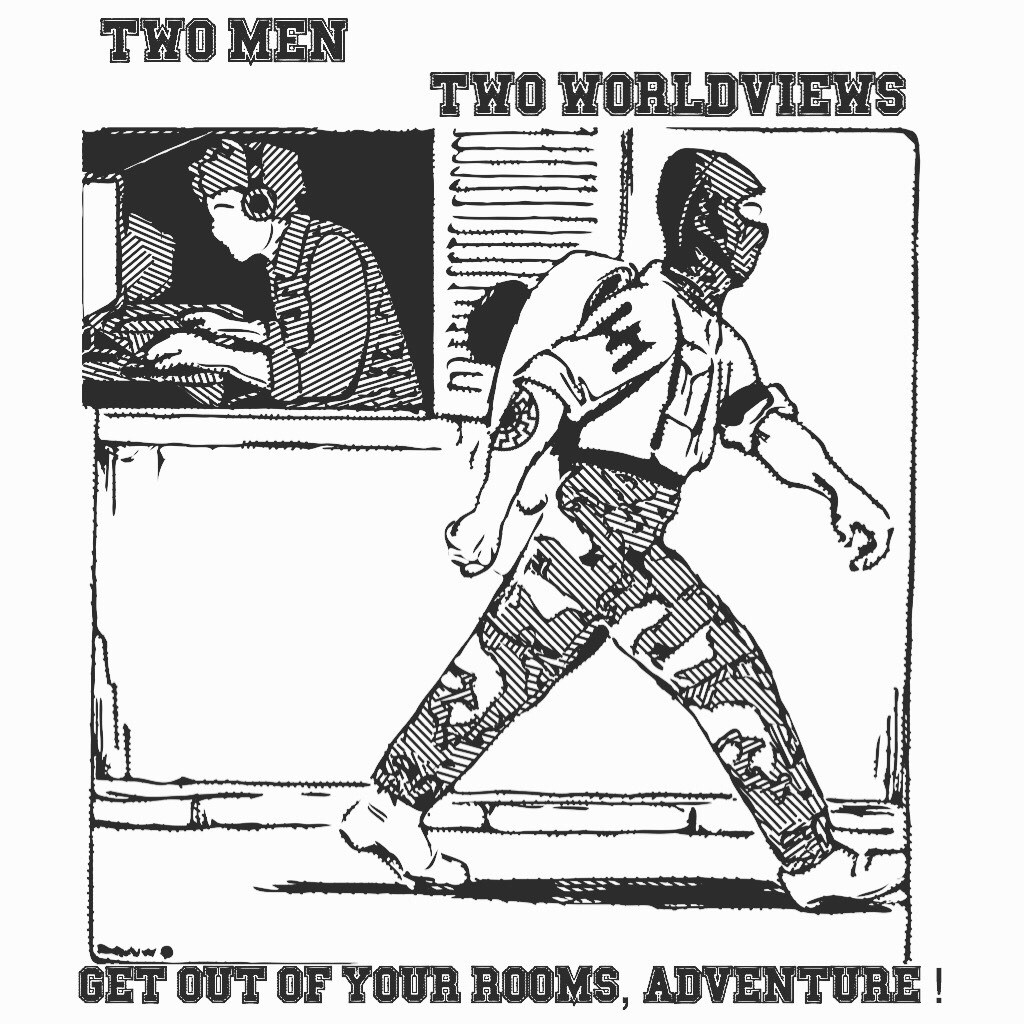 TWO MEN
TWO WORLDVIEWS
GET OUT OF YOUR ROOMS, ADVENTURE !